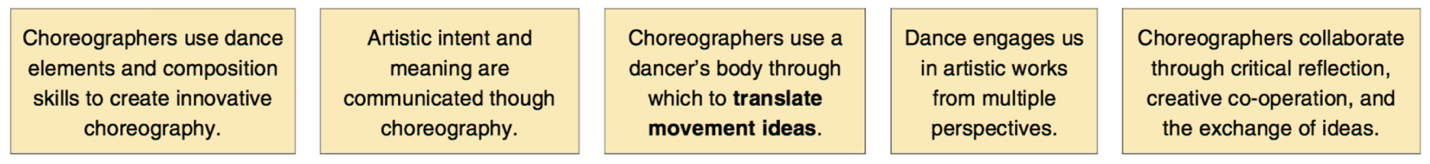 Choreographers use dance
elements and composition
skills to create innovative
choreography.
Artistic intent and
meaning are
communicated though
choreography.
Choreographers use a
dancer's body through
which to translate
movement ideas.
Dance engages us
in artistic works
from multiple
perspectives.
Choreographers collaborate
through critical reflection,
creative co-operation, and
the exchange of ideas.